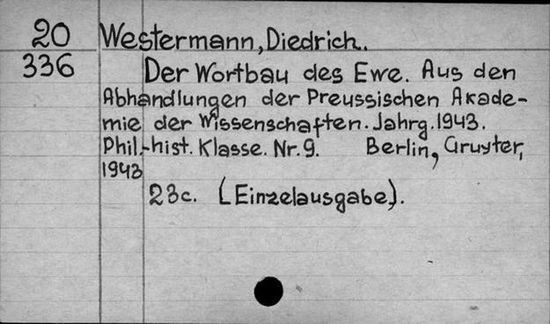 20 Westermann, Diedrich.
336 Der Wortbau des Ewe. Aus den
Abhandlungen der Preussischen Akade-
mie der Wissenschaften. Jahrg. 1943.
Phil.-hist. Klasse. Nr. 9. Berlin, Gruyter,
1943
23c. (Einzelausgabe).